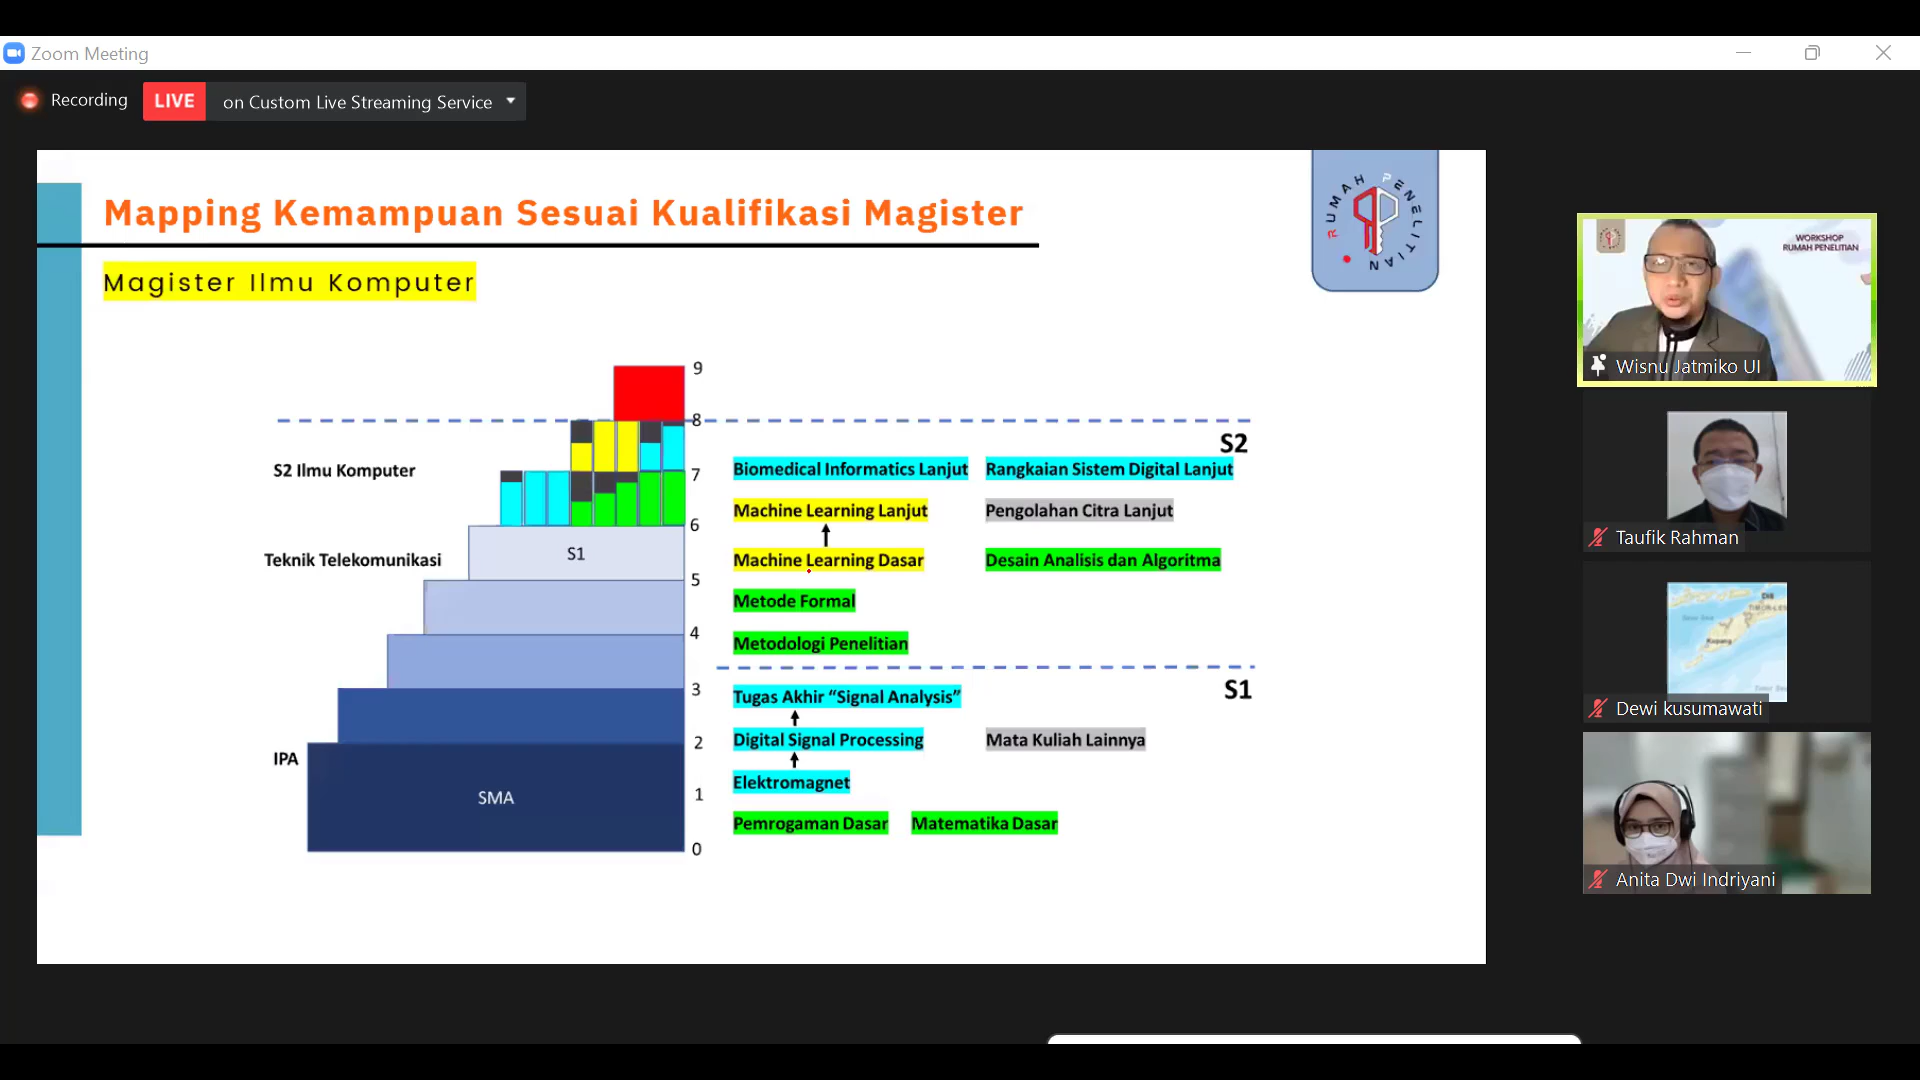 Zoom Meeting
Recording
LIVE
on Custom Live Streaming Service
Mapping Kemampuan Sesuai Kualifikasi Magister
Magister Ilmu Komputer
RUMAH PENELITIAN
9
8
S2
S2 Ilmu Komputer
7
Biomedical Informatics Lanjut
Rangkaian Sistem Digital Lanjut
Machine Learning Lanjut
Pengolahan Citra Lanjut
6
Teknik Telekomunikasi
S1
Machine Learning Dasar
Desain Analisis dan Algoritma
5
Metode Formal
4
Metodologi Penelitian
3
S1
Tugas Akhir “Signal Analysis”
2
Digital Signal Processing
Mata Kuliah Lainnya
IPA
Elektromagnet
SMA
1
Pemrogaman Dasar
Matematika Dasar
0
WORKSHOP
RUMAH PENELITIAN
Wisnu Jatmiko UI
Taufik Rahman
Dili
Kupang
Dewi kusumawati
Anita Dwi Indriyani